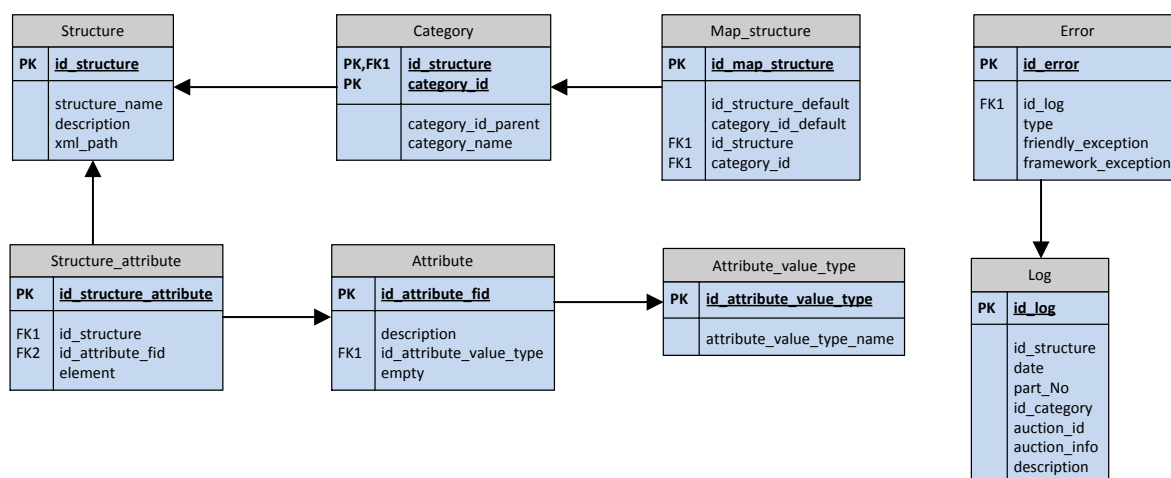 Structure
PK id_structure
structure_name
description
xml_path
Category
PK,FK1 id_structure
PK category_id
category_id_parent
category_name
Map_structure
PK id_map_structure
id_structure_default
category_id_default
FK1 id_structure
FK1 category_id
Error
PK id_error
FK1 id_log
type
friendly_exception
framework_exception
Structure_attribute
PK id_structure_attribute
FK1 id_structure
FK2 id_attribute_fid
element
Attribute
PK id_attribute_fid
description
FK1 id_attribute_value_type
empty
Attribute_value_type
PK id_attribute_value_type
attribute_value_type_name
Log
PK id_log
id_structure
date
part_No
id_category
auction_id
auction_info
description